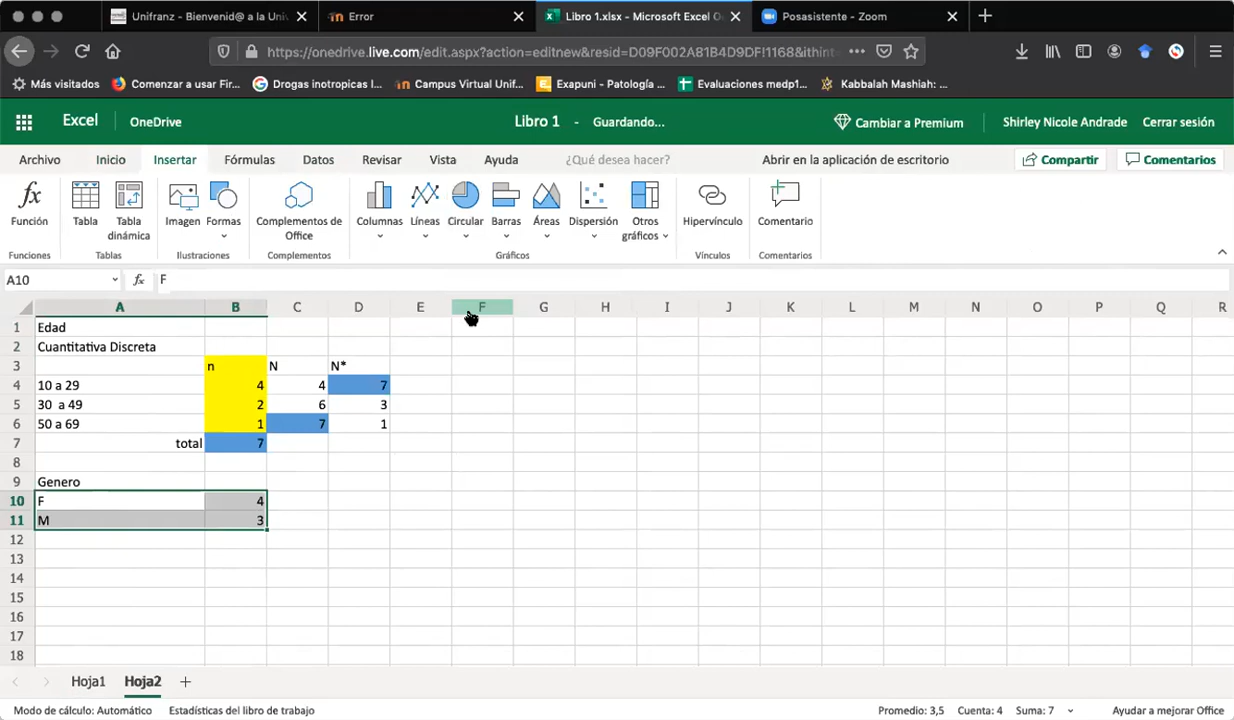 Unifranz - Bienvenid@ a la Uni
Error
Libro 1.xlsx - Microsoft Excel O
Posasistente - Zoom
https://onedrive.live.com/edit.aspx?action=editnew&resid=D09F002A81B4D9DF!1168&ithint
Más visitados
Comenzar a usar Fir...
Drogas inotropicas l...
Campus Virtual Unif...
Exapuni - Patología ...
Evaluaciones medp1...
Kabbalah Mashiah: ...
Excel
OneDrive
Libro 1 - Guardando...
Cambiar a Premium
Shirley Nicole Andrade
Cerrar sesión
Archivo
Inicio
Insertar
Fórmulas
Datos
Revisar
Vista
Ayuda
¿Qué desea hacer?
Abrir en la aplicación de escritorio
Compartir
Comentarios
Función
Tabla
Tabla dinámica
Imagen
Formas
Complementos de Office
Columnas
Líneas
Circular
Barras
Áreas
Dispersión
Otros gráficos
Hipervínculo
Comentario
Funciones
Tablas
Ilustraciones
Complementos
Gráficos
Vínculos
Comentarios
A10
fx
F
A B C D E F G H I J K L M N O P Q R
1 Edad
2 Cuantitativa Discreta
3 n N N*
4 10 a 29 4 4 7
5 30 a 49 2 6 3
6 50 a 69 1 7 1
7 total 7
8
9 Genero
10 F 4
11 M 3
12
13
14
15
16
17
18
Hoja1
Hoja2
Modo de cálculo: Automático
Estadísticas del libro de trabajo
Promedio: 3,5
Cuenta: 4
Suma: 7
Ayudar a mejorar Office